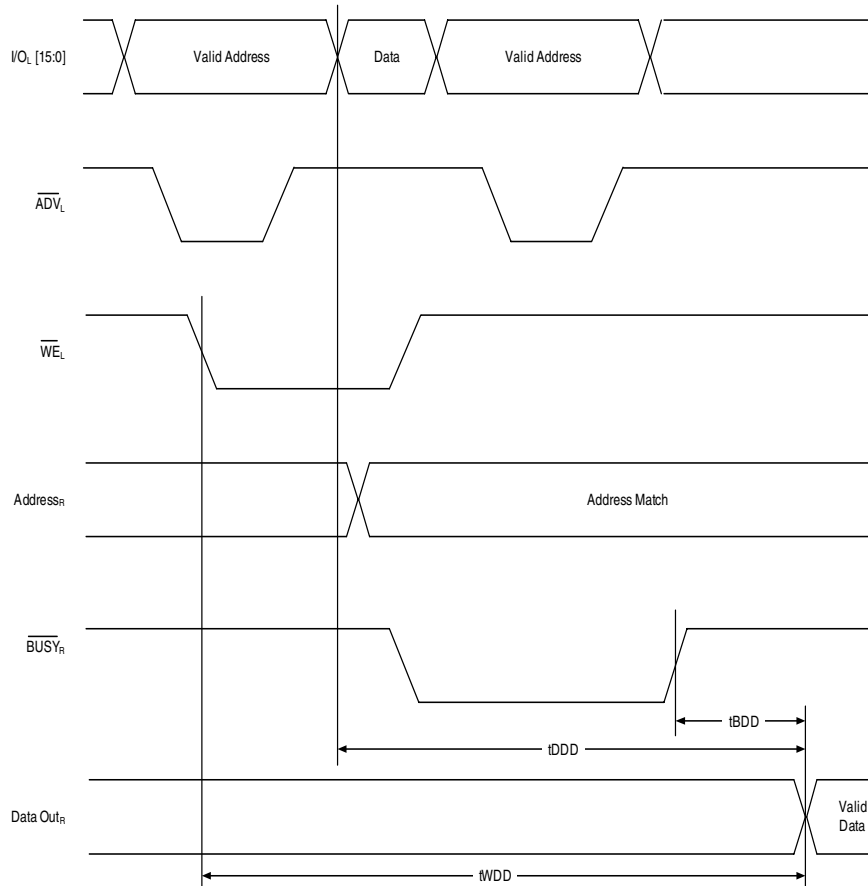 I/OL [15:0]
Valid Address
Data
Valid Address
ADVL
WEL
AddressR
Address Match
BUSYR
tBDD
tDDD
Data OutR
Valid
Data
tWDD